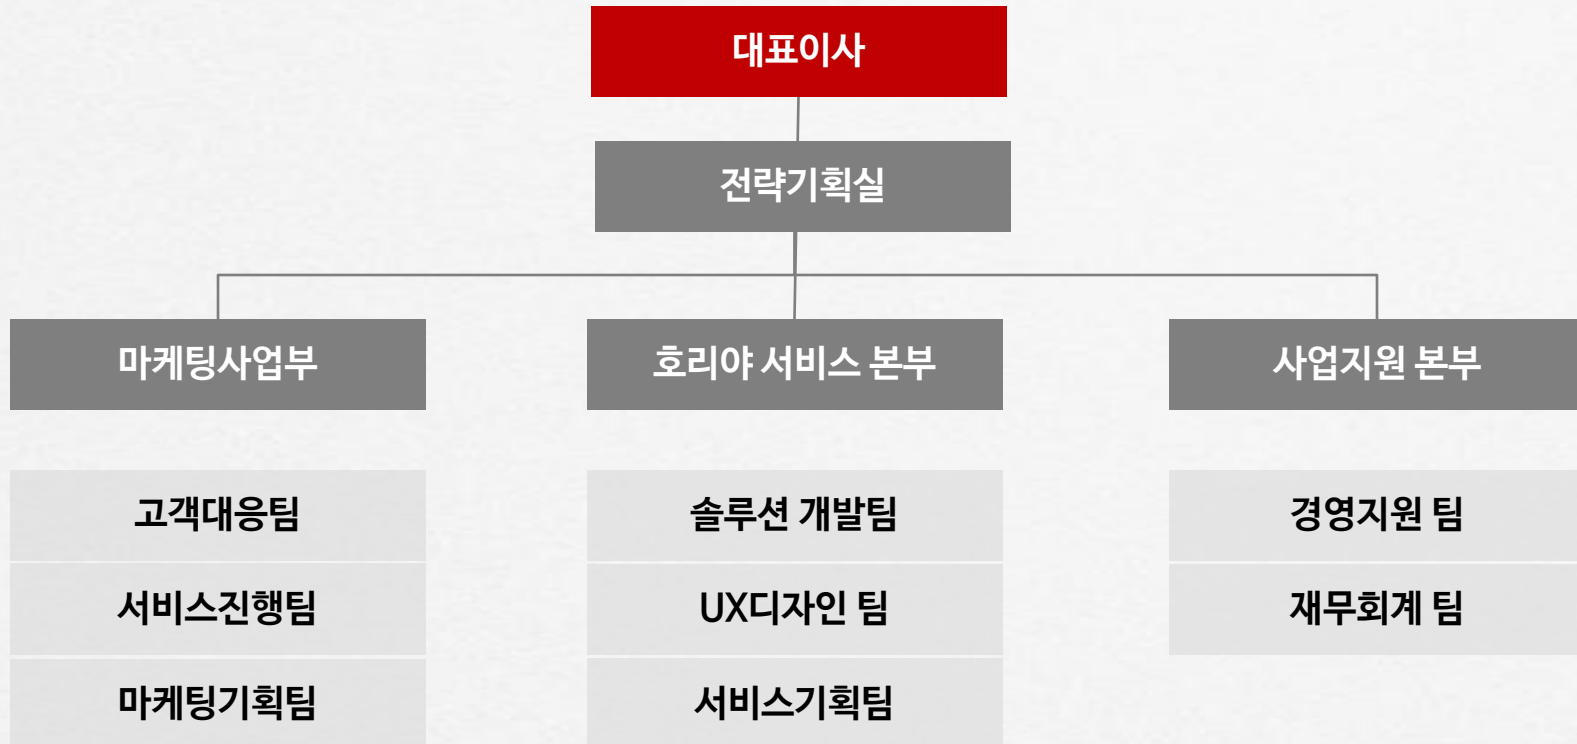 대표이사
전략기획실
마케팅사업부
호리야 서비스 본부
사업지원 본부
고객대응팀
솔루션 개발팀
경영지원 팀
서비스진행팀
UX디자인 팀
재무회계 팀
마케팅기획팀
서비스기획팀